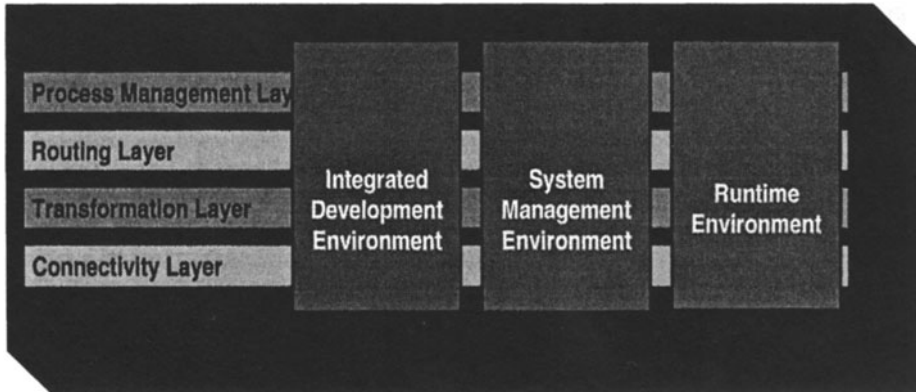 Process Management Lay
Routing Layer
Transformation Layer
Connectivity Layer
Integrated
Development
Environment
System
Management
Environment
Runtime
Environment